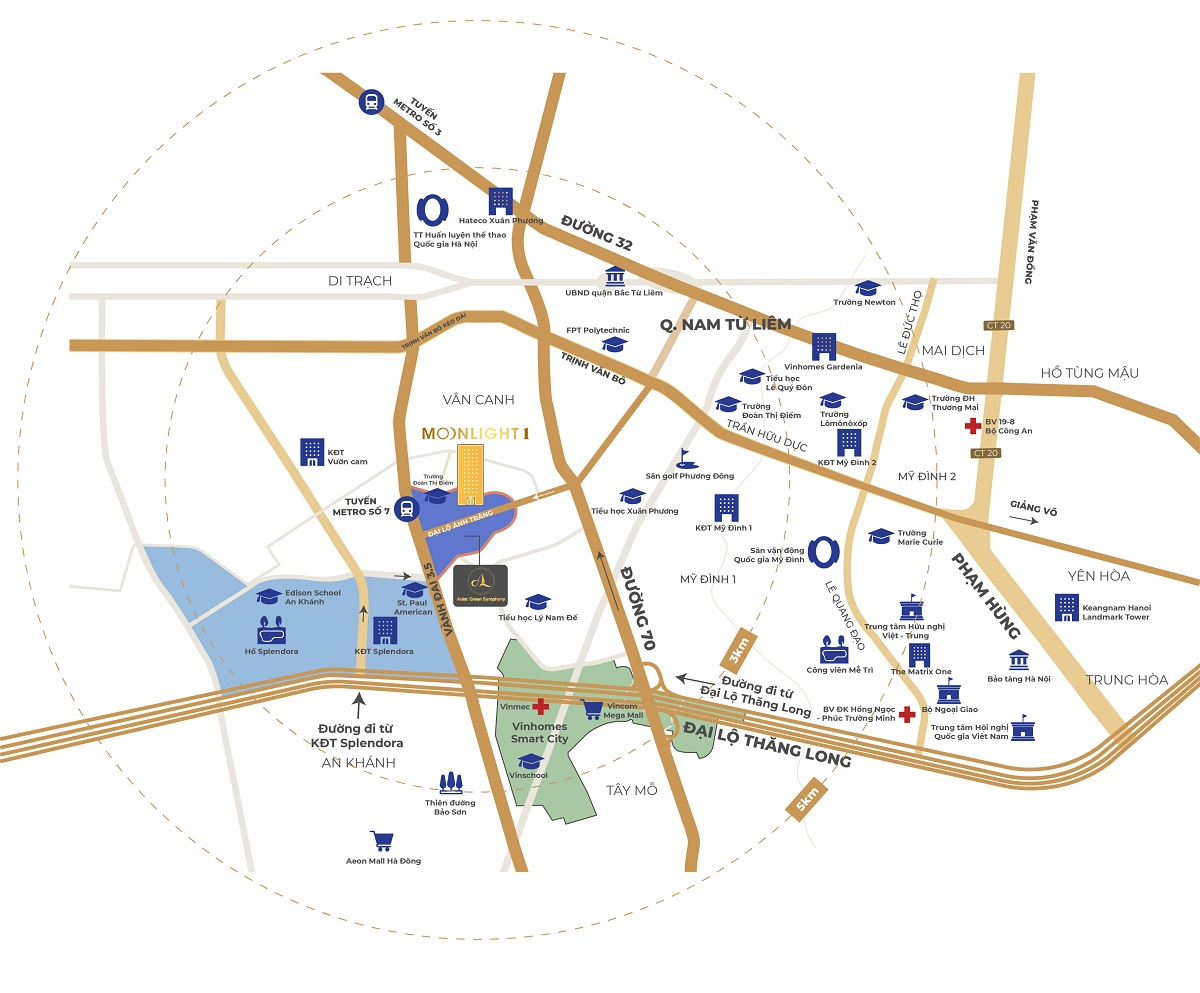 TUYẾN
METRO SỐ 3
Hateco Xuân Phương
TT Huấn luyện thể thao
Quốc gia Hà Nội
ĐƯỜNG 32
PHẠM VĂN ĐỒNG
DI TRẠCH
UBND quận Bắc Từ Liêm
Trường Newton
LÊ ĐỨC THỌ
TRỊNH VĂN BÔ KÉO DÀI
FPT Polytechnic
Q. NAM TỪ LIÊM
CT 20
MAI DỊCH
TRỊNH VĂN BÔ
Vinhomes Gardenia
HỒ TÙNG MẬU
Tiểu học
Lê Quý Đôn
VÂN CANH
Trường
Đoàn Thị Điểm
Trường
Lômônôxốp
Trường ĐH
Thương Mại
BV 19-8
Bộ Công An
MOONLIGHT 1
TRẦN HỮU DỰC
KĐT Mỹ Đình 2
CT 20
KĐT
Vườn cam
Trường
Đoàn Thị Điểm
Sân golf Phương Đông
MỸ ĐÌNH 2
TUYẾN
METRO SỐ 7
Tiểu học Xuân Phương
GIẢNG VÕ
ĐẠI LỘ ÁNH TRĂNG
KĐT Mỹ Đình 1
Trường
Marie Curie
Sân vận động
Quốc gia Mỹ Đình
VÀNH ĐAI 3.5
ĐƯỜNG 70
MỸ ĐÌNH 1
PHẠM HÙNG
YÊN HÒA
Edison School
An Khánh
St. Paul
American
Anlac Green Symphony
Tiểu học Lý Nam Đế
LÊ QUANG ĐẠO
Trung tâm Hữu nghị
Việt - Trung
Keangnam Hanoi
Landmark Tower
Hồ Splendora
KĐT Splendora
3km
Công viên Mễ Trì
The Matrix One
Bảo tàng Hà Nội
TRUNG HÒA
Đường đi từ
Đại Lộ Thăng Long
Vinmec
Vincom
Mega Mall
BV ĐK Hồng Ngọc
- Phúc Trường Minh
Bộ Ngoại Giao
Đường đi từ
KĐT Splendora
Vinhomes
Smart City
ĐẠI LỘ THĂNG LONG
Trung tâm Hội nghị
Quốc gia Việt Nam
AN KHÁNH
Vinschool
TÂY MỖ
5km
Thiên đường
Bảo Sơn
Aeon Mall Hà Đông